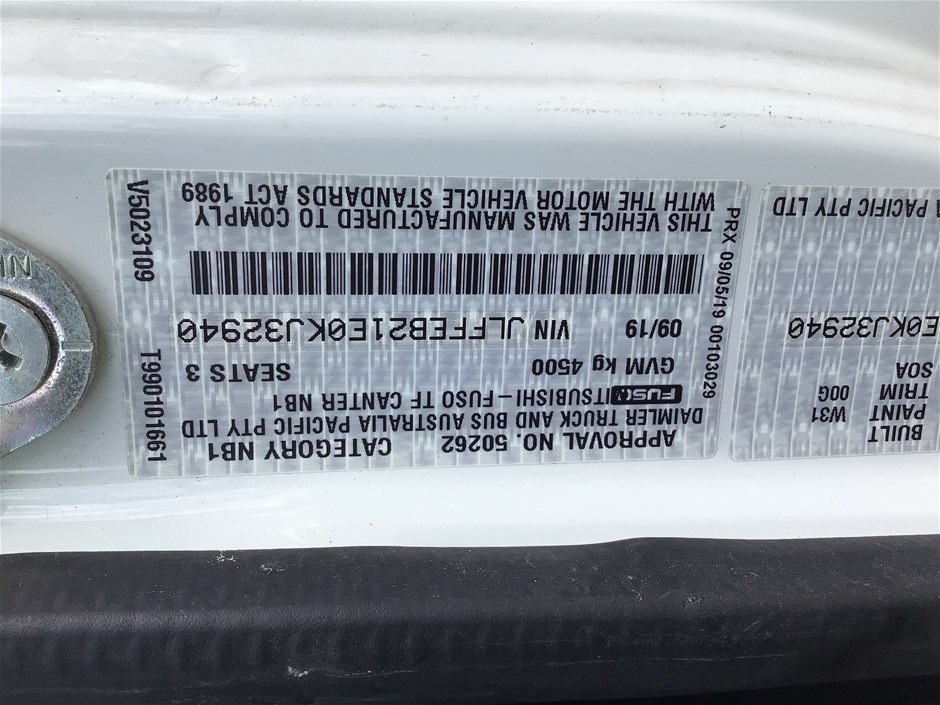 APPROVAL NO. 50262 CATEGORY NB1
DAIMLER TRUCK AND BUS AUSTRALIA PACIFIC PTY LTD
FUSO ITSUBISHI-FUSO TF CANTER NB1
GVM kg 4500 SEATS 3
09/19 VIN JLFFEB21E0KJ32940
THIS VEHICLE WAS MANUFACTURED TO COMPLY
WITH THE MOTOR VEHICLE STANDARDS ACT 1989
PRX 09/05/19 00103029
T990101661 V5023109
BUILT
PAINT W31
TRIM 00G
SOA
E0KJ32940
A PACIFIC PTY LTD